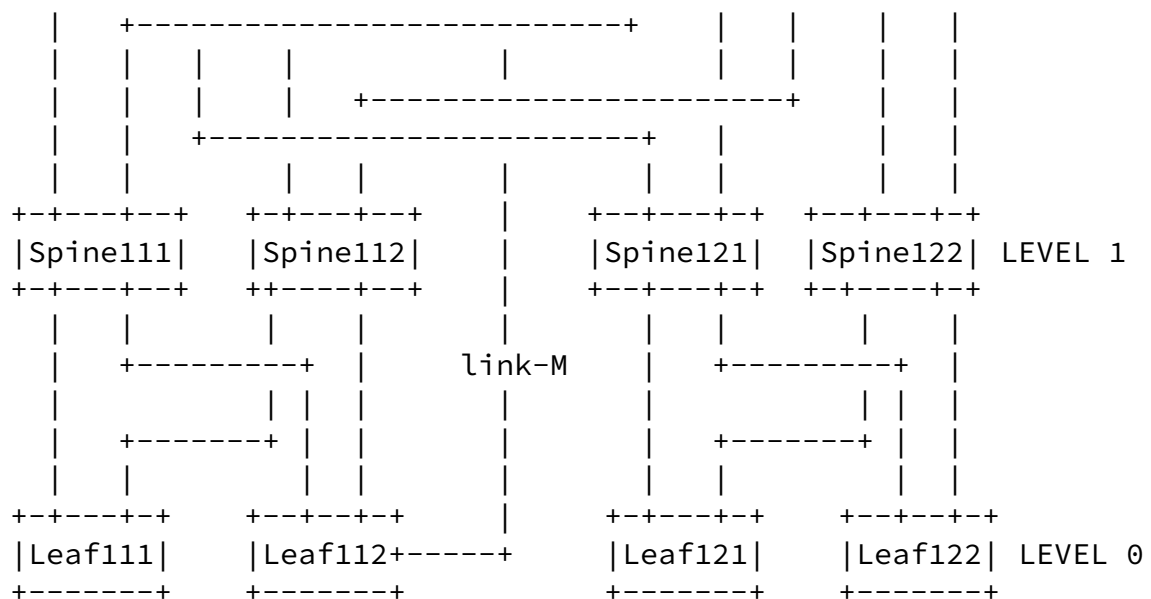 Spine111 Spine112 Spine121 Spine122 LEVEL 1
link-M
Leaf111 Leaf112 Leaf121 Leaf122 LEVEL 0